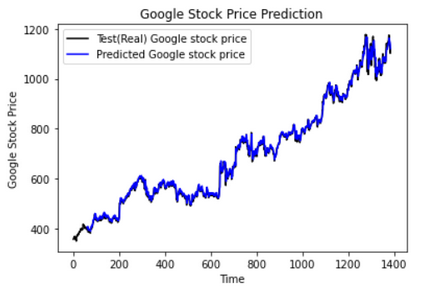 Google Stock Price Prediction
Test(Real) Google stock price
Predicted Google stock price
Google Stock Price
1200
1000
800
600
400
0 200 400 600 800 1000 1200 1400
Time